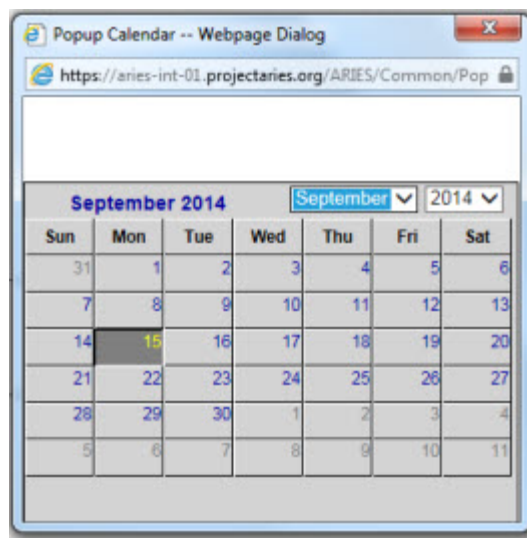 Popup Calendar -- Webpage Dialog
https://aries-int-01.projectaries.org/ARIES/Common/Pop
September 2014 September 2014
Sun Mon Tue Wed Thu Fri Sat
31 1 2 3 4 5 6
7 8 9 10 11 12 13
14 15 16 17 18 19 20
21 22 23 24 25 26 27
28 29 30 1 2 3 4
5 6 7 8 9 10 11